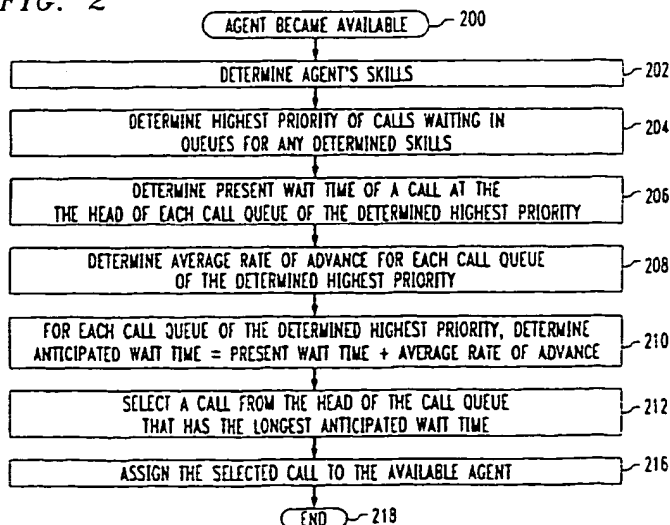 FIG. 2
AGENT BECAME AVAILABLE
200
DETERMINE AGENT'S SKILLS
202
DETERMINE HIGHEST PRIORITY OF CALLS WAITING IN
QUEUES FOR ANY DETERMINED SKILLS
204
DETERMINE PRESENT WAIT TIME OF A CALL AT THE
THE HEAD OF EACH CALL QUEUE OF THE DETERMINED HIGHEST PRIORITY
206
DETERMINE AVERAGE RATE OF ADVANCE FOR EACH CALL QUEUE
OF THE DETERMINED HIGHEST PRIORITY
208
FOR EACH CALL QUEUE OF THE DETERMINED HIGHEST PRIORITY, DETERMINE
ANTICIPATED WAIT TIME = PRESENT WAIT TIME + AVERAGE RATE OF ADVANCE
210
SELECT A CALL FROM THE HEAD OF THE CALL QUEUE
THAT HAS THE LONGEST ANTICIPATED WAIT TIME
212
ASSIGN THE SELECTED CALL TO THE AVAILABLE AGENT
216
END
218